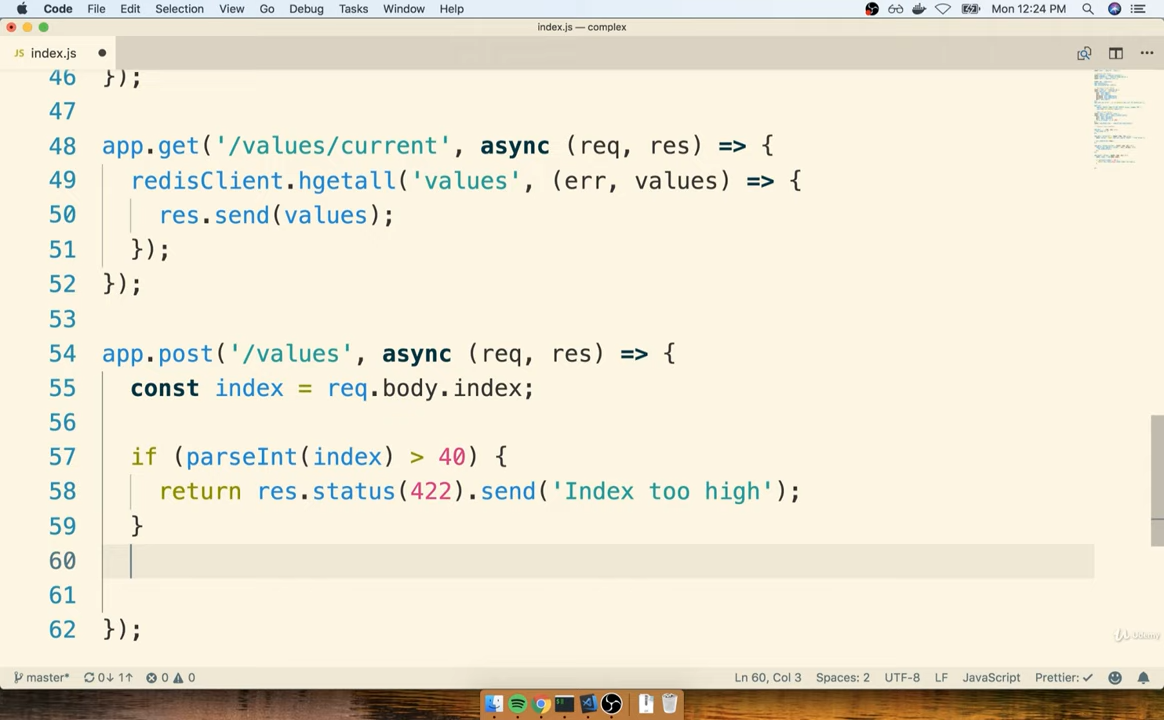 Code File Edit Selection View Go Debug Tasks Window Help Mon 12:24 PM
index.js — complex
JS index.js
46 });
47
48 app.get('/values/current', async (req, res) => {
49 redisClient.hgetall('values', (err, values) => {
50 res.send(values);
51 });
52 });
53
54 app.post('/values', async (req, res) => {
55 const index = req.body.index;
56
57 if (parseInt(index) > 40) {
58 return res.status(422).send('Index too high');
59 }
60
61
62 });
Udemy
master* 0↓ 1↑ 0 0 Ln 60, Col 3 Spaces: 2 UTF-8 LF JavaScript Prettier: ✓